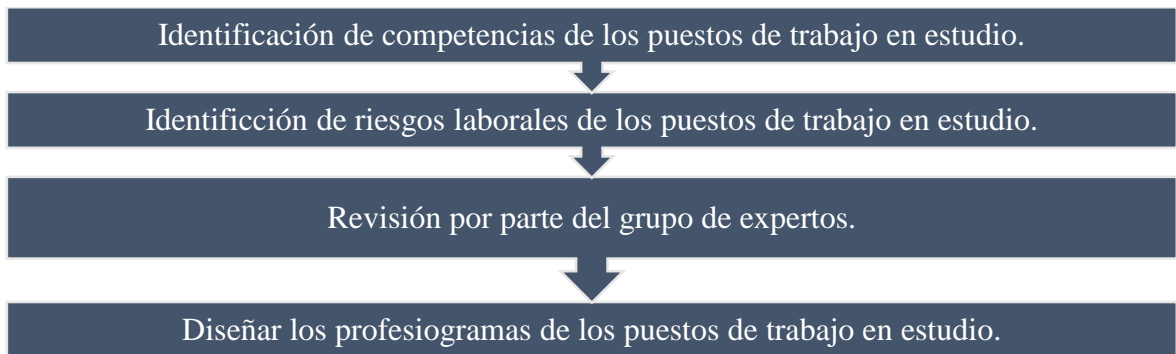 Identificación de competencias de los puestos de trabajo en estudio.
Identificción de riesgos laborales de los puestos de trabajo en estudio.
Revisión por parte del grupo de expertos.
Diseñar los profesiogramas de los puestos de trabajo en estudio.